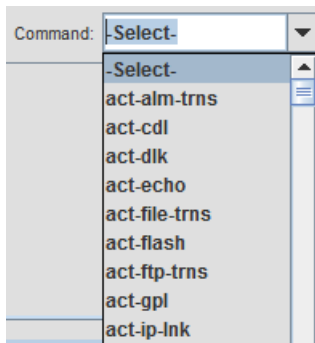 Command: -Select-
-Select-
act-alm-trns
act-cdl
act-dlk
act-echo
act-file-trns
act-flash
act-ftp-trns
act-gpl
act-ip-lnk